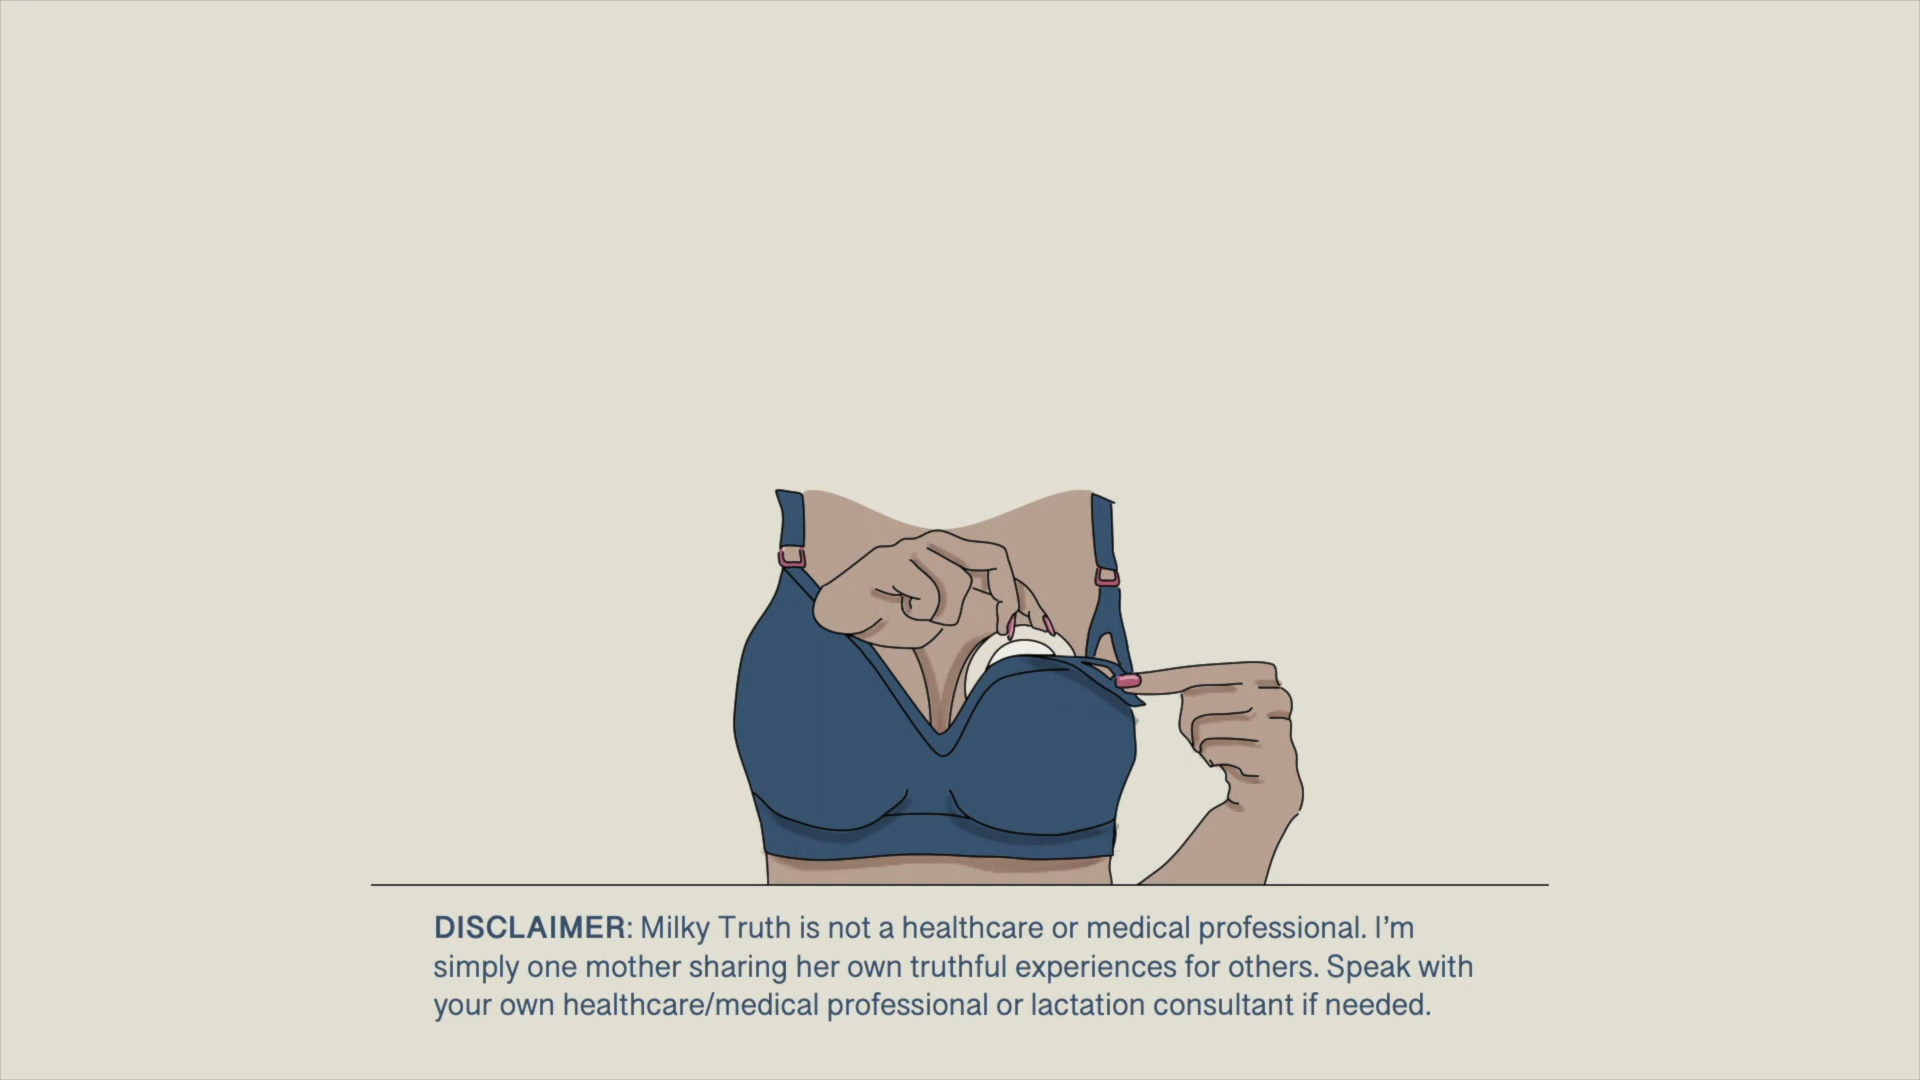 DISCLAIMER: Milky Truth is not a healthcare or medical professional. I’m
simply one mother sharing her own truthful experiences for others. Speak with
your own healthcare/medical professional or lactation consultant if needed.